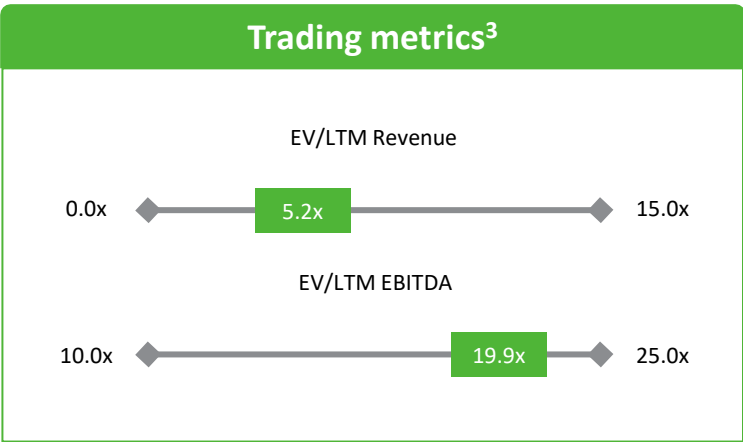 Trading metrics³
EV/LTM Revenue
0.0x 5.2x 15.0x
EV/LTM EBITDA
10.0x 19.9x 25.0x